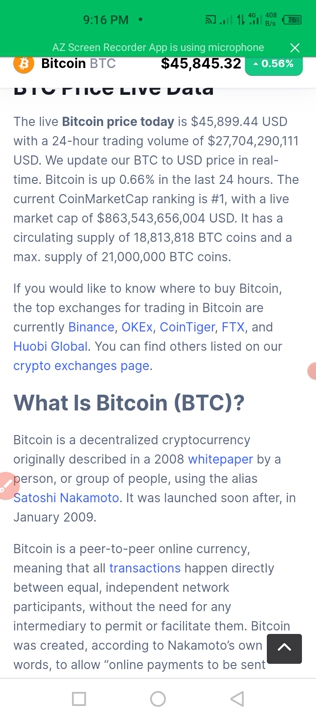 9:16 PM
4G 408 B/s
AZ Screen Recorder App is using microphone
Bitcoin BTC $45,845.32 0.56%
BTC Price Live Data
The live Bitcoin price today is $45,899.44 USD
with a 24-hour trading volume of $27,704,290,111
USD. We update our BTC to USD price in real-
time. Bitcoin is up 0.66% in the last 24 hours. The
current CoinMarketCap ranking is #1, with a live
market cap of $863,543,656,004 USD. It has a
circulating supply of 18,813,818 BTC coins and a
max. supply of 21,000,000 BTC coins.
If you would like to know where to buy Bitcoin,
the top exchanges for trading in Bitcoin are
currently Binance, OKEx, CoinTiger, FTX, and
Huobi Global. You can find others listed on our
crypto exchanges page.
What Is Bitcoin (BTC)?
Bitcoin is a decentralized cryptocurrency
originally described in a 2008 whitepaper by a
person, or group of people, using the alias
Satoshi Nakamoto. It was launched soon after, in
January 2009.
Bitcoin is a peer-to-peer online currency,
meaning that all transactions happen directly
between equal, independent network
participants, without the need for any
intermediary to permit or facilitate them. Bitcoin
was created, according to Nakamoto's own
words, to allow “online payments to be sent